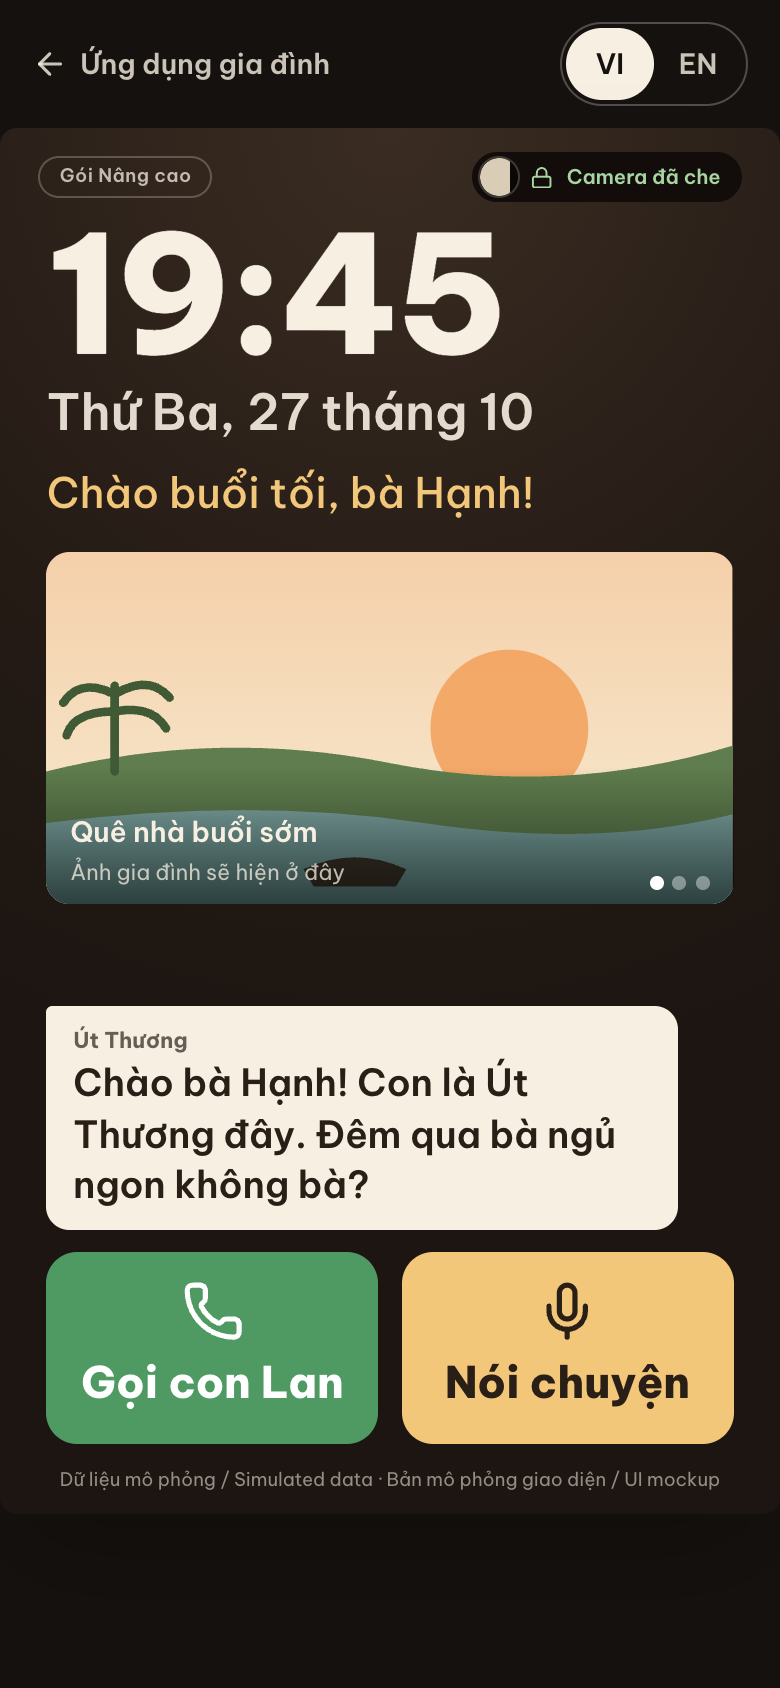 Ứng dụng gia đình
VI EN
Gói Nâng cao
Camera đã che
19:45
Thứ Ba, 27 tháng 10
Chào buổi tối, bà Hạnh!
Quê nhà buổi sớm
Ảnh gia đình sẽ hiện ở đây
Út Thương
Chào bà Hạnh! Con là Út
Thương đây. Đêm qua bà ngủ
ngon không bà?
Gọi con Lan
Nói chuyện
Dữ liệu mô phỏng / Simulated data · Bản mô phỏng giao diện / UI mockup